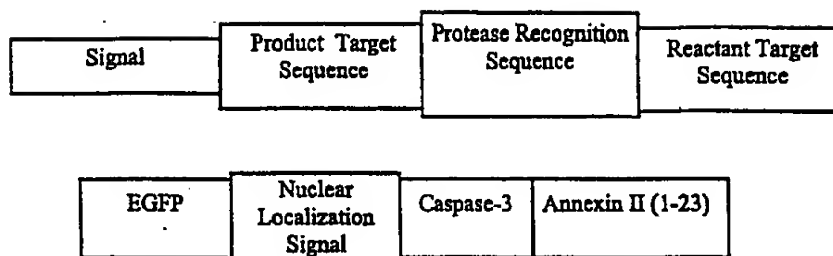 Signal
Product Target
Sequence
Protease Recognition
Sequence
Reactant Target
Sequence
EGFP
Nuclear
Localization
Signal
Caspase-3
Annexin II (1-23)